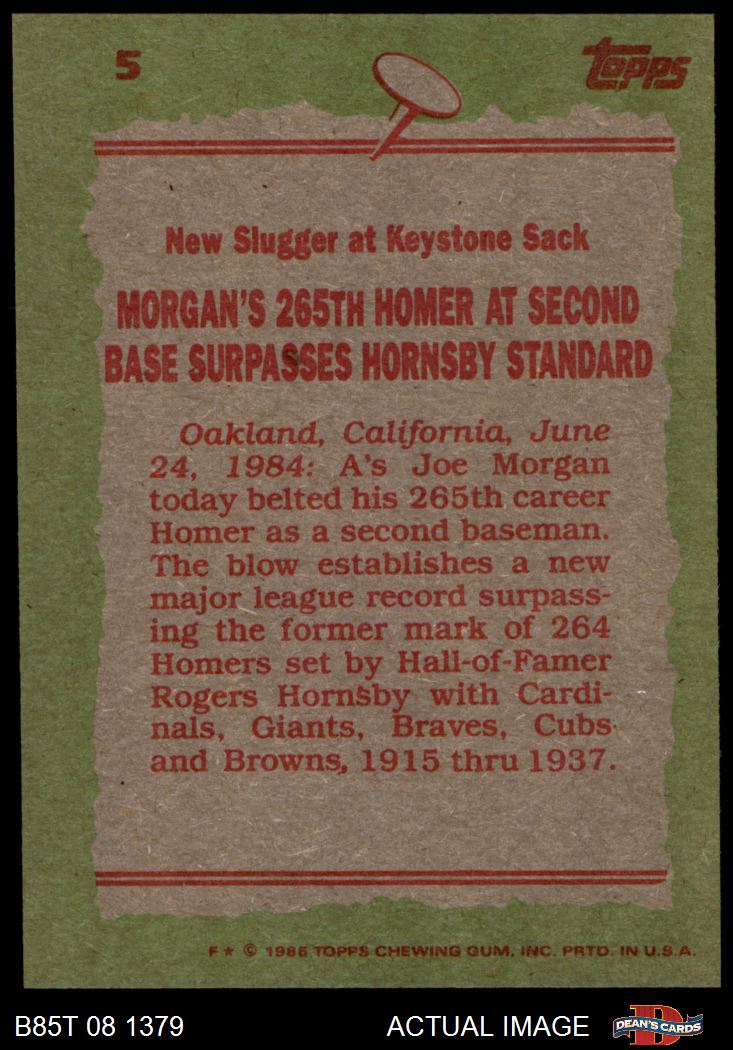 5
Topps
New Slugger at Keystone Sack
MORGAN'S 265TH HOMER AT SECOND
BASE SURPASSES HORNSBY STANDARD
Oakland, California, June
24, 1984: A's Joe Morgan
today belted his 265th career
Homer as a second baseman.
The blow establishes a new
major league record surpass-
ing the former mark of 264
Homers set by Hall-of-Famer
Rogers Hornsby with Cardi-
nals, Giants, Braves, Cubs
and Browns, 1915 thru 1937.
F ★ © 1985 TOPPS CHEWING GUM, INC. PRTD. IN U.S.A.
B85T 08 1379
ACTUAL IMAGE
D
DEAN'S CARDS